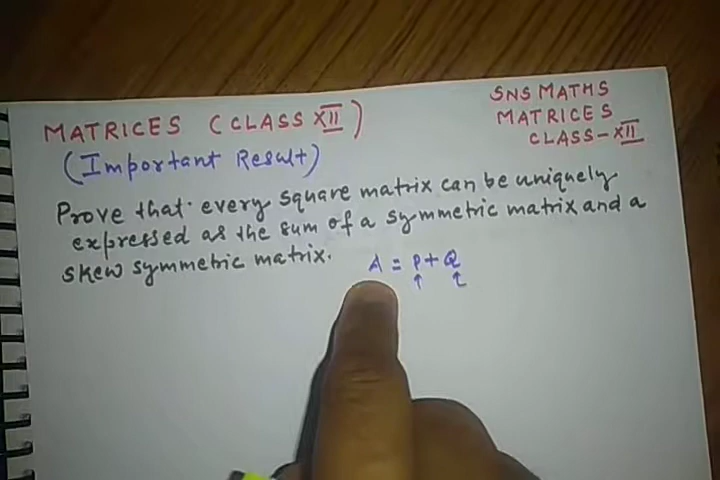 MATRICES (CLASS XII)
(Important Result)
SNS MATHS
MATRICES
CLASS-XII
Prove that every square matrix can be uniquely
expressed as the sum of a symmetric matrix and a
skew symmetric matrix. A = P + Q
↑ ↑